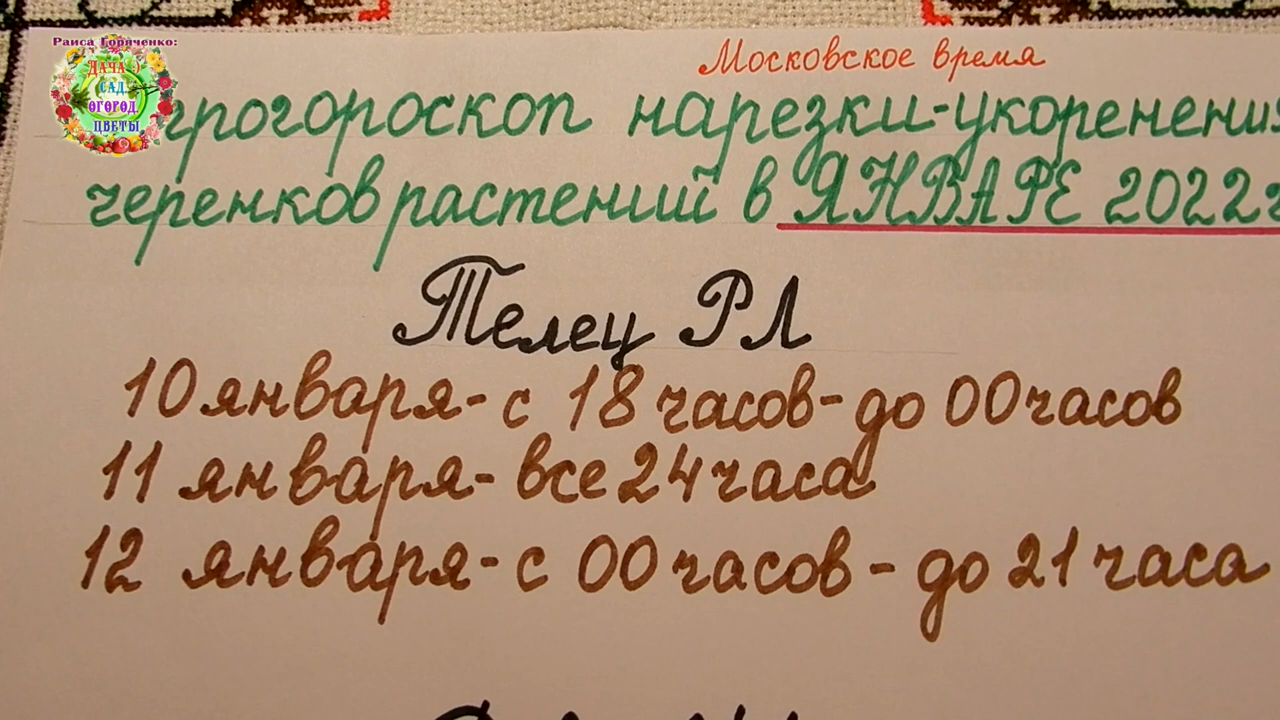 Раиса Горяченко:
ДАЧА
САД
ОГОРОД
ЦВЕТЫ
Московское время
грогороскоп нарезки-укоренени
черенков растений в ЯНВАРЕ 2022г
Телец РЛ
10 января- с 18 часов- до 00 часов
11 января- все 24 часа
12 января- с 00 часов - до 21 часа